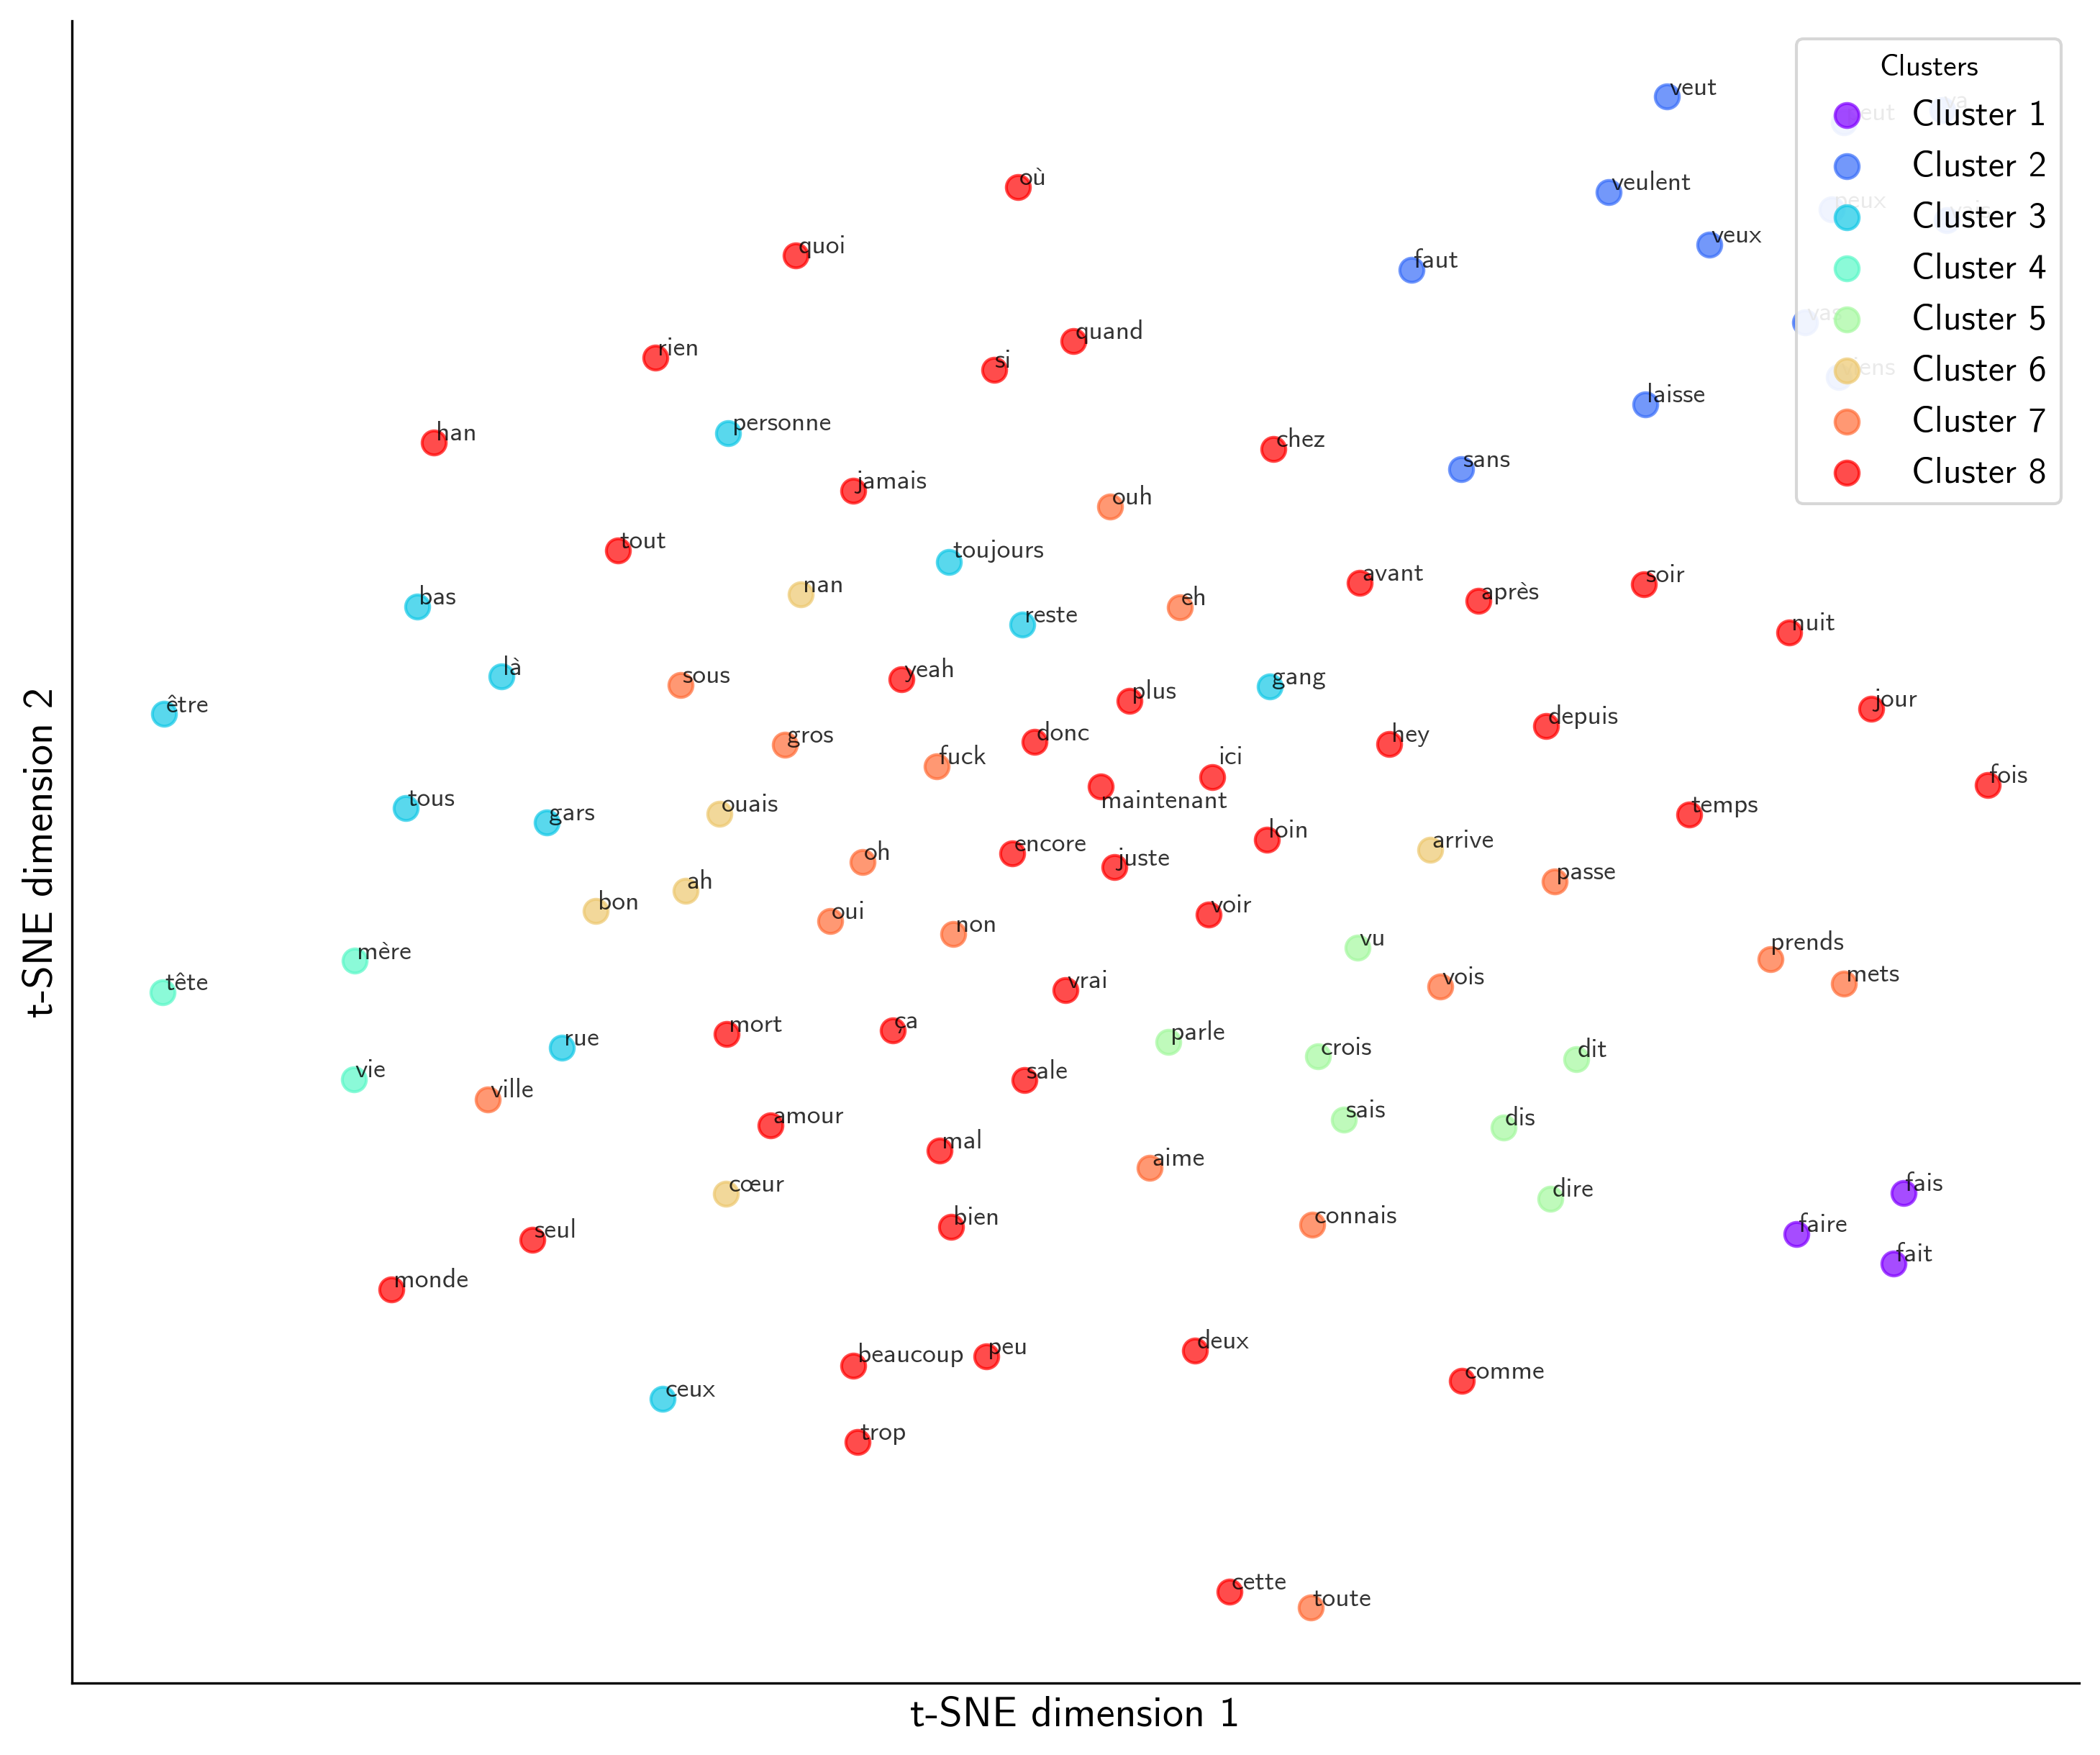 Clusters
Cluster 1
Cluster 2
Cluster 3
Cluster 4
Cluster 5
Cluster 6
Cluster 7
Cluster 8
veut
va
veulent
où
peux
veux
quoi
faut
vas
quand
rien
si
laisse
personne
han
chez
sans
jamais
ouh
tout
toujours
nan
avant
soir
après
bas
eh
reste
nuit
là
sous
yeah
gang
plus
jour
être
depuis
gros
donc
hey
fuck
ici
fois
tous
ouais
maintenant
temps
gars
encore
loin
arrive
oh
juste
passe
ah
bon
oui
voir
non
vu
prends
mère
tête
vrai
vois
mets
mort
ça
parle
rue
crois
dit
vie
sale
ville
amour
sais
dis
mal
aime
cœur
dire
fais
bien
connais
faire
seul
fait
monde
beaucoup
peu
deux
comme
ceux
trop
cette
toute
t-SNE dimension 1
t-SNE dimension 2